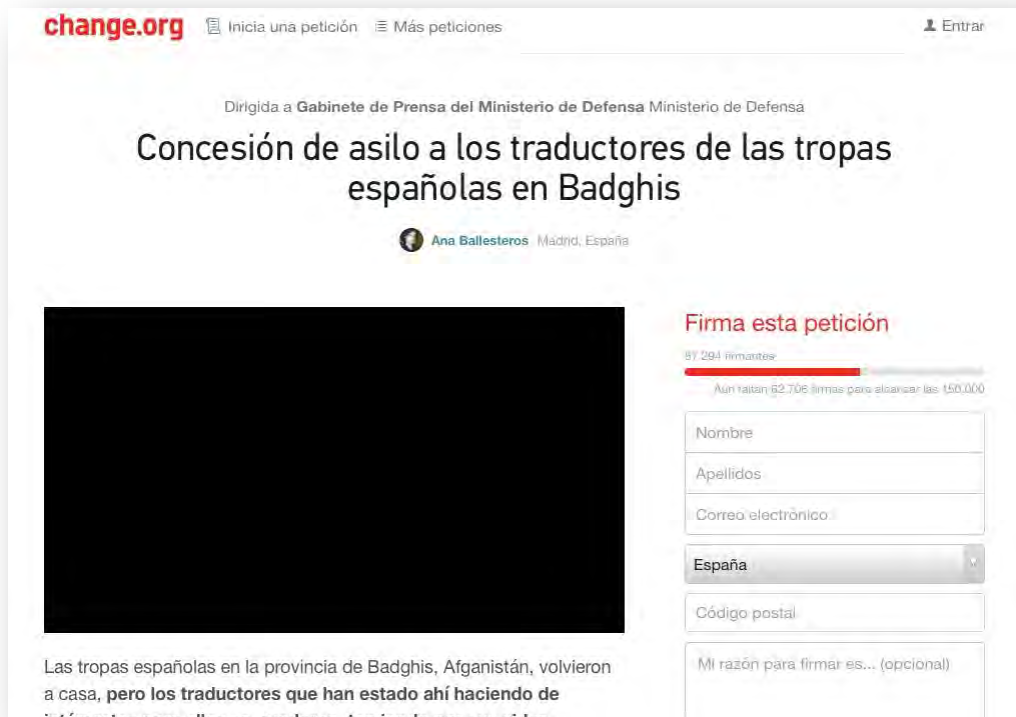 change.org Inicia una petición Más peticiones Entrar
Dirigida a Gabinete de Prensa del Ministerio de Defensa Ministerio de Defensa
Concesión de asilo a los traductores de las tropas
españolas en Badghis
Ana Ballesteros Madrid, España
Firma esta petición
87.294 firmantes
Aún faltan 62.706 firmas para alcanzar las 150.000
Nombre
Apellidos
Correo electrónico
España
Código postal
Mi razón para firmar es... (opcional)
Las tropas españolas en la provincia de Badghis, Afganistán, volvieron
a casa, pero los traductores que han estado ahí haciendo de